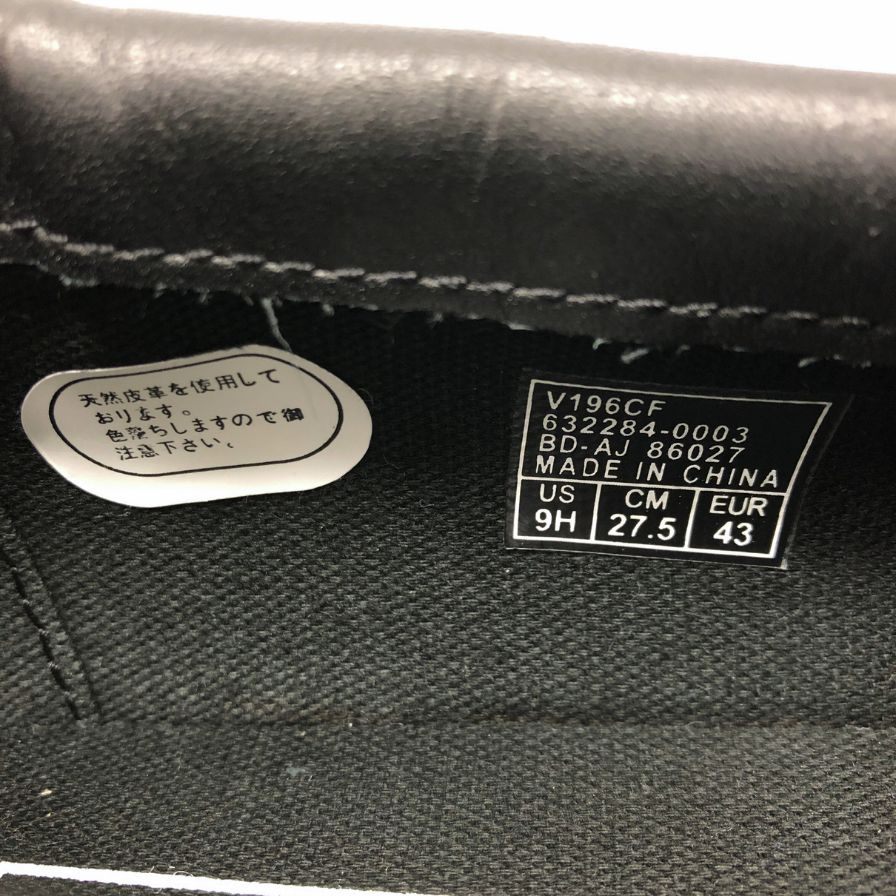 天然皮革を使用して
おります。
色落ちしますので御
注意下さい。
V196CF
632284-0003
BD-AJ 86027
MADE IN CHINA
US CM EUR
9H 27.5 43